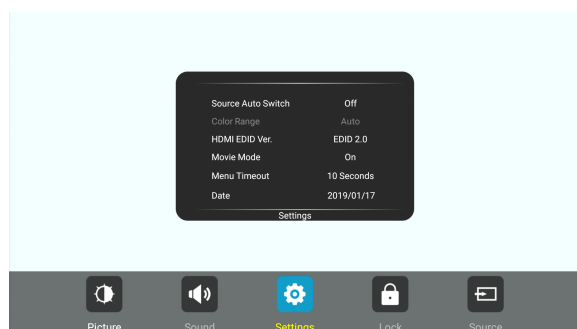 Source Auto Switch Off
Color Range Auto
HDMI EDID Ver. EDID 2.0
Movie Mode On
Menu Timeout 10 Seconds
Date 2019/01/17
Settings
Picture Sound Settings Lock Source